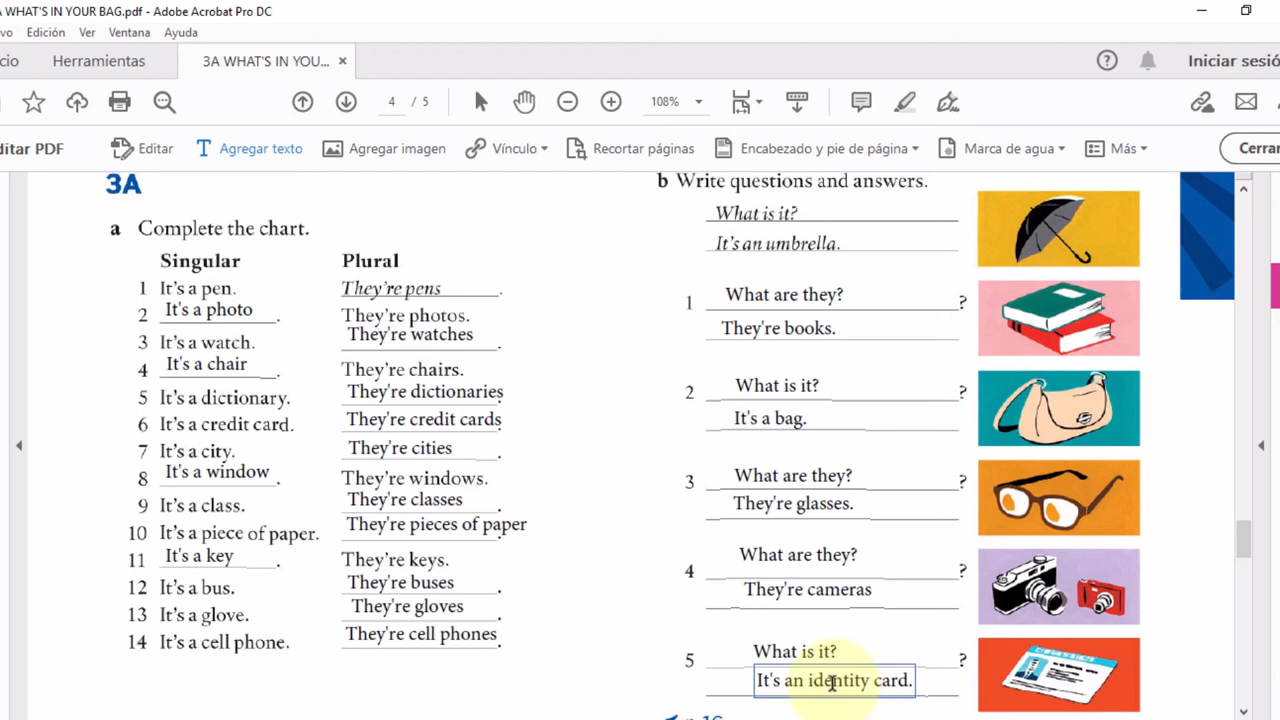 A WHAT'S IN YOUR BAG.pdf - Adobe Acrobat Pro DC
vo Edición Ver Ventana Ayuda
cio Herramientas 3A WHAT'S IN YOU... × ? Iniciar sesió
4 / 5 108%
ditar PDF Editar Agregar texto Agregar imagen Vínculo Recortar páginas Encabezado y pie de página Marca de agua Más Cerrar
3A
a Complete the chart.
Singular Plural
1 It's a pen. They're pens.
2 It's a photo. They're photos.
3 It's a watch. They're watches.
4 It's a chair. They're chairs.
5 It's a dictionary. They're dictionaries.
6 It's a credit card. They're credit cards.
7 It's a city. They're cities.
8 It's a window. They're windows.
9 It's a class. They're classes.
10 It's a piece of paper. They're pieces of paper.
11 It's a key. They're keys.
12 It's a bus. They're buses.
13 It's a glove. They're gloves.
14 It's a cell phone. They're cell phones.
b Write questions and answers.
What is it?
It's an umbrella.
1 What are they? ?
They're books.
2 What is it? ?
It's a bag.
3 What are they? ?
They're glasses.
4 What are they? ?
They're cameras
5 What is it? ?
It's an identity card.